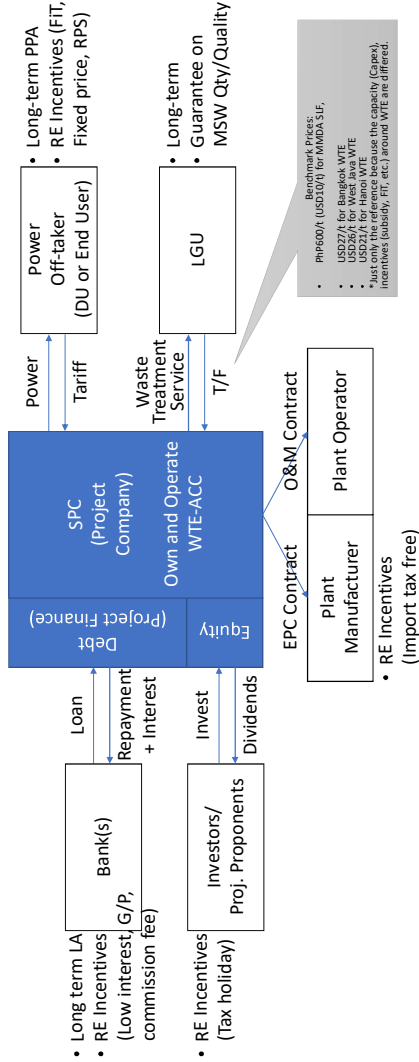 • Long term LA
• RE Incentives
(Low interest, G/P,
commission fee)
Bank(s)
Loan
Repayment
+ Interest
Debt
(Project Finance)
• RE Incentives
(Tax holiday)
Investors/
Proj. Proponents
Invest
Dividends
Equity
SPC
(Project
Company)
Own and Operate
WTE-ACC
Power
Tariff
Power
Off-taker
(DU or End User)
• Long-term PPA
• RE Incentives (FiT,
Fixed price, RPS)
Waste
Treatment
Service
T/F
LGU
• Long-term
• Guarantee on
MSW Qty/Quality
EPC Contract
O&M Contract
Plant
Manufacturer
Plant Operator
• RE Incentives
(Import tax free)
Benchmark Prices:
• PhP600/t (USD10/t) for MMDA SLF,
• USD27/t for Bangkok WTE
• USD26/t for West Java WTE
• USD21/t for Hanoi WTE
*Just only the reference because the capacity (Capex),
incentives (subsidy, FiT, etc.) around WTE are differed.